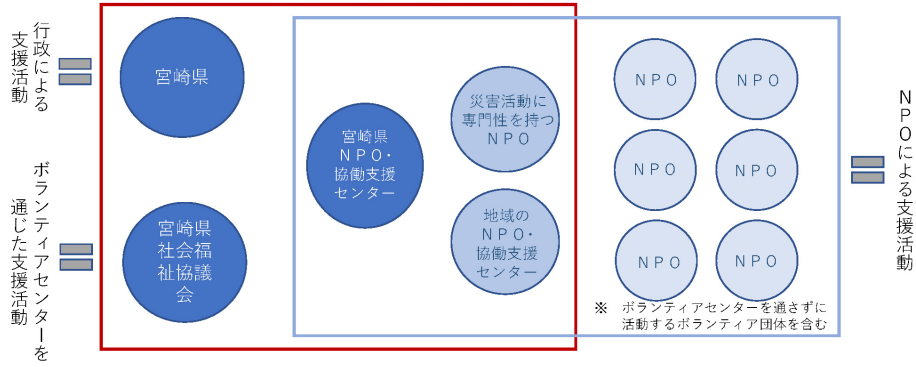 行政による
支援活動
宮崎県
ボランティアセンターを
通じた支援活動
宮崎県
社会福
祉協議
会
宮崎県
ＮＰＯ・
協働支援
センター
災害活動に
専門性を持つ
ＮＰＯ
地域の
ＮＰＯ・
協働支援
センター
ＮＰＯ
ＮＰＯ
ＮＰＯ
ＮＰＯ
ＮＰＯ
ＮＰＯ
※　ボランティアセンターを通さずに
活動するボランティア団体を含む
ＮＰＯによる支援活動